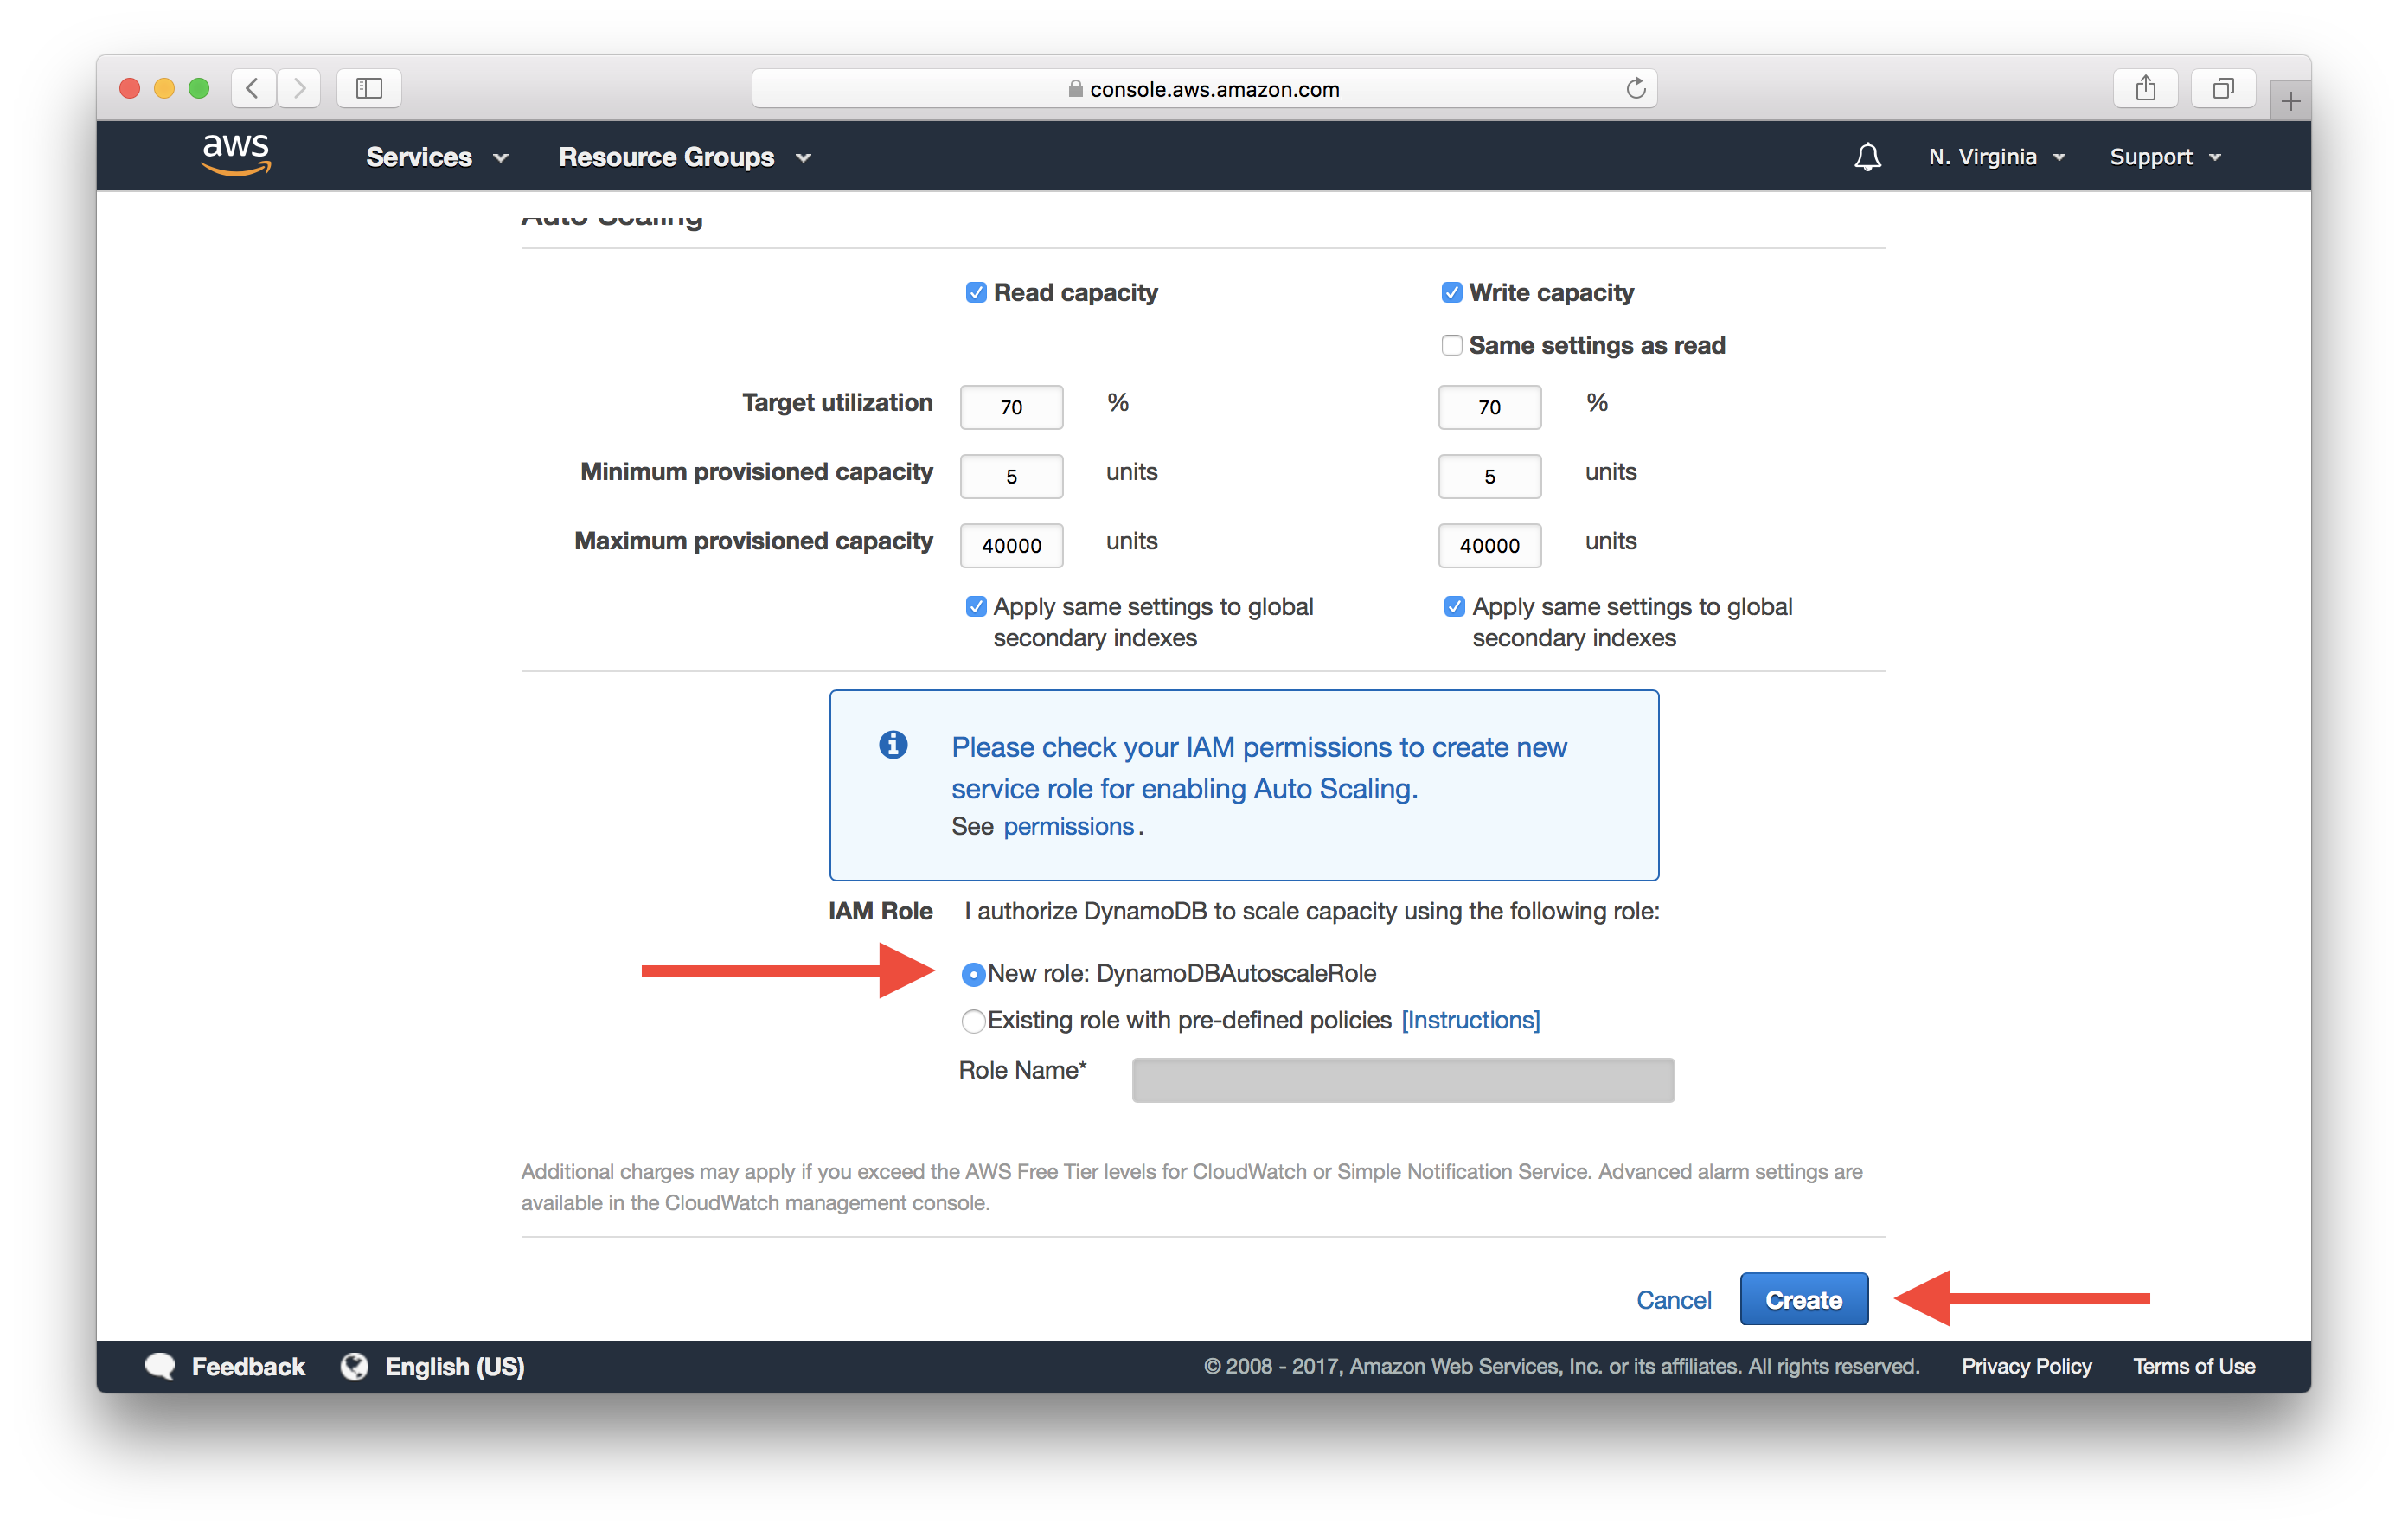 console.aws.amazon.com
aws
Services
Resource Groups
N. Virginia
Support
Auto Scaling
Read capacity
Write capacity
Same settings as read
Target utilization 70 % 70 %
Minimum provisioned capacity 5 units 5 units
Maximum provisioned capacity 40000 units 40000 units
Apply same settings to global
secondary indexes
Apply same settings to global
secondary indexes
Please check your IAM permissions to create new
service role for enabling Auto Scaling.
See permissions .
IAM Role I authorize DynamoDB to scale capacity using the following role:
New role: DynamoDBAutoscaleRole
Existing role with pre-defined policies [Instructions]
Role Name*
Additional charges may apply if you exceed the AWS Free Tier levels for CloudWatch or Simple Notification Service. Advanced alarm settings are
available in the CloudWatch management console.
Cancel
Create
Feedback
English (US)
© 2008 - 2017, Amazon Web Services, Inc. or its affiliates. All rights reserved.
Privacy Policy
Terms of Use